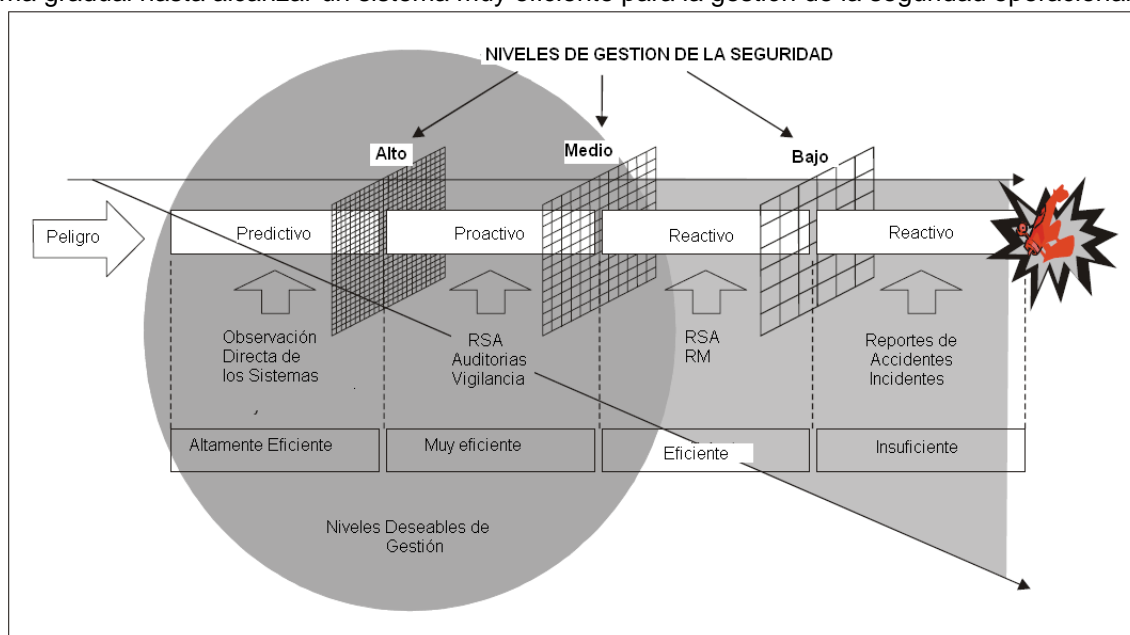 ma gradual hasta alcanzar un sistema muy eficiente para la gestión de la seguridad operacional
NIVELES DE GESTION DE LA SEGURIDAD
Alto
Medio
Bajo
Peligro
Predictivo
Proactivo
Reactivo
Reactivo
Observación
Directa de
los Sistemas
RSA
Auditorias
Vigilancia
RSA
RM
Reportes de
Accidentes
Incidentes
Altamente Eficiente
Muy eficiente
Eficiente
Insuficiente
Niveles Deseables de
Gestión